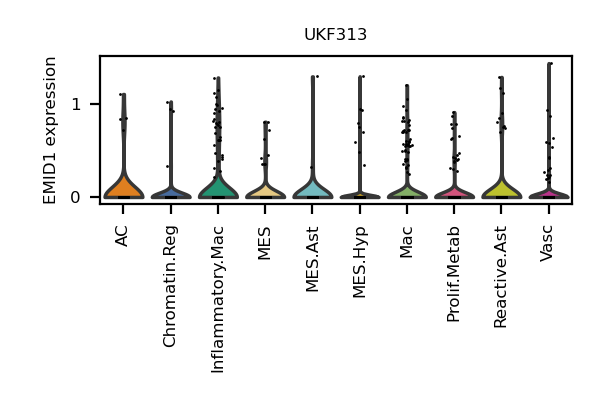 UKF313
EMID1 expression
1
0
AC
Chromatin.Reg
Inflammatory.Mac
MES
MES.Ast
MES.Hyp
Mac
Prolif.Metab
Reactive.Ast
Vasc